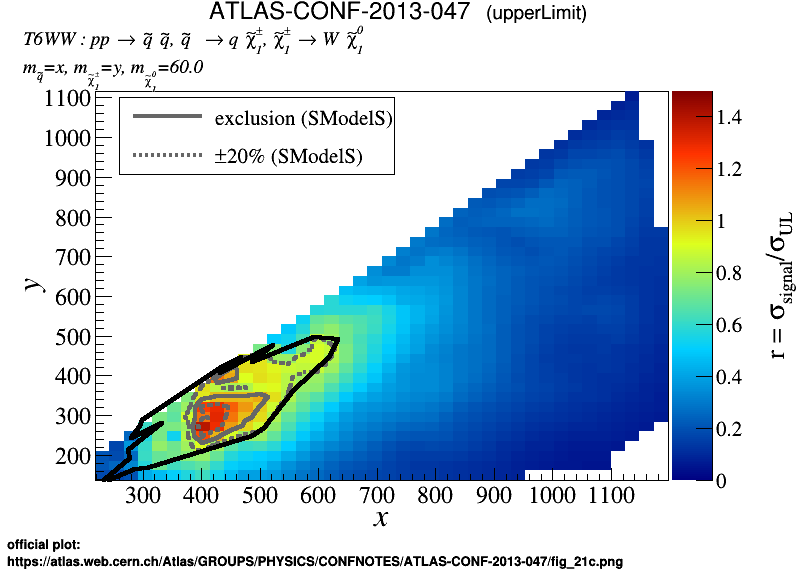 ATLAS-CONF-2013-047 (upperLimit)
T6WW : pp → q̃ q̃, q̃ → q χ̃₁±, χ̃₁± → W χ̃₁⁰
m_q̃=x, m_χ̃₁±=y, m_χ̃₁⁰=60.0
exclusion (SModelS)
±20% (SModelS)
1100
1000
900
800
700
600
500
400
300
200
y
300 400 500 600 700 800 900 1000 1100
x
1.4
1.2
1
0.8
0.6
0.4
0.2
0
r = σ_signal/σ_UL
official plot:
https://atlas.web.cern.ch/Atlas/GROUPS/PHYSICS/CONFNOTES/ATLAS-CONF-2013-047/fig_21c.png